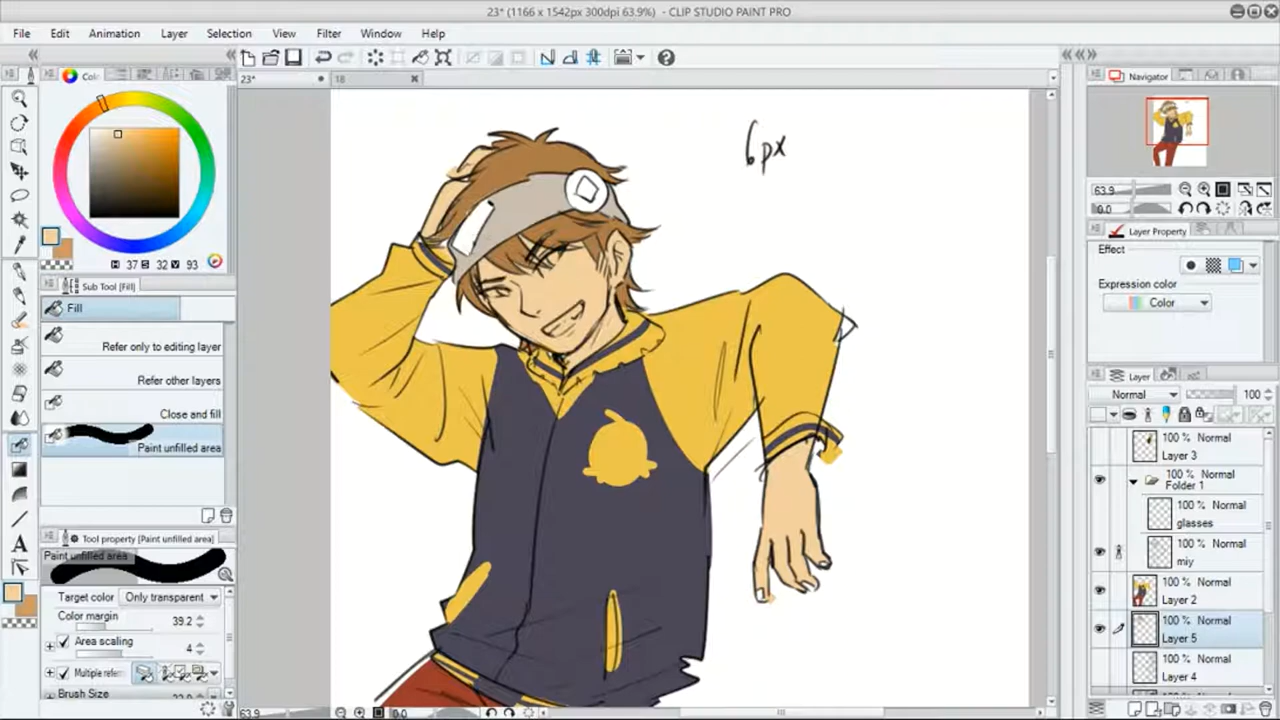 23* (1166 x 1542px 300dpi 63.9%) - CLIP STUDIO PAINT PRO
File Edit Animation Layer Selection View Filter Window Help
23* 18
Navigator
63.9
0.0
6px
H 37 S 32 V 93
Sub Tool [Fill]
Fill
Refer only to editing layer
Refer other layers
Close and fill
Paint unfilled area
Tool property [Paint unfilled area]
Paint unfilled area
Target color Only transparent
Color margin
39.2
Area scaling 4
Brush Size
Layer Property
Effect
Expression color
Color
Layer
Normal 100
100 % Normal
Layer 3
100 % Normal
Folder 1
100 % Normal
glasses
100 % Normal
miy
100 % Normal
Layer 2
100 % Normal
Layer 5
100 % Normal
Layer 4
63.9 0.0